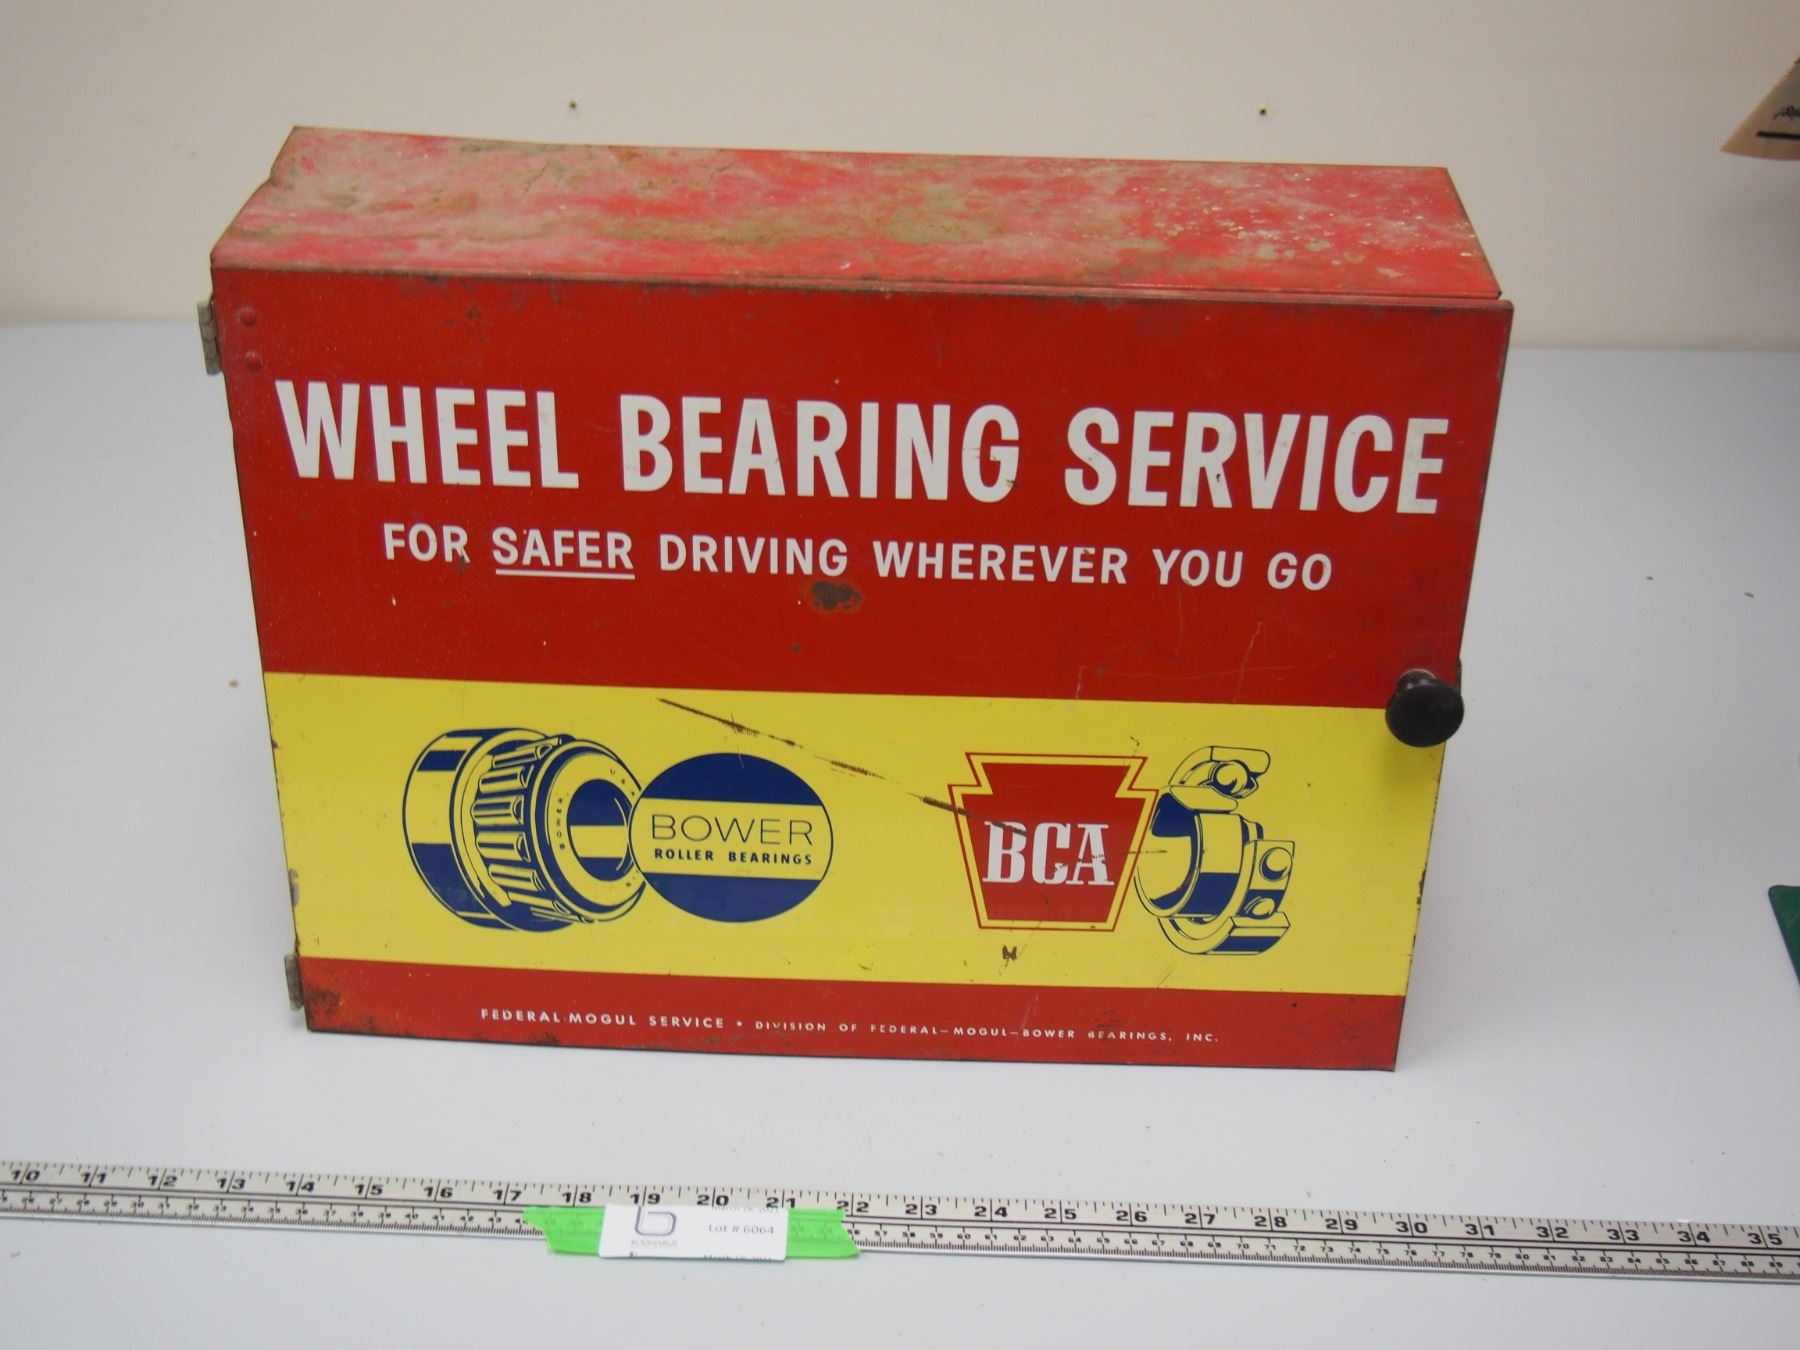 WHEEL BEARING SERVICE
FOR SAFER DRIVING WHEREVER YOU GO
BOWER
U S A
BOWER
ROLLER BEARINGS
BCA
FEDERAL-MOGUL SERVICE • DIVISION OF FEDERAL-MOGUL-BOWER BEARINGS, INC.
10 11 12 13 14 15 16 17 18 19 20 21 22 23 24 25 26 27 28 29 30 31 32 33 34 35
Lot # 6064